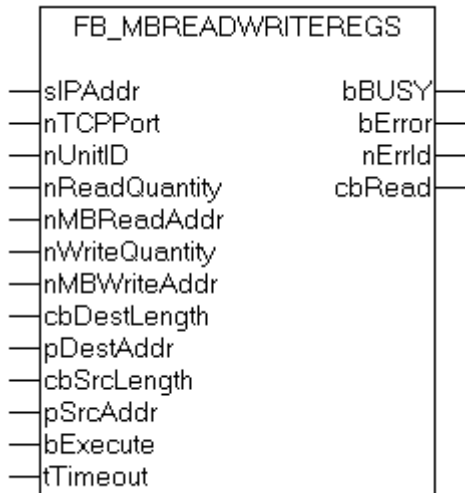 FB_MBREADWRITEREGS
sIPAddr bBUSY
nTCPPort bError
nUnitID nErrId
nReadQuantity cbRead
nMBReadAddr
nWriteQuantity
nMBWriteAddr
cbDestLength
pDestAddr
cbSrcLength
pSrcAddr
bExecute
tTimeout